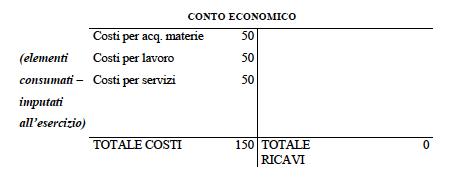 CONTO ECONOMICO
Costi per acq. materie 50
(elementi Costi per lavoro 50
consumati – Costi per servizi 50
imputati
all'esercizio)
TOTALE COSTI 150 TOTALE 0
RICAVI